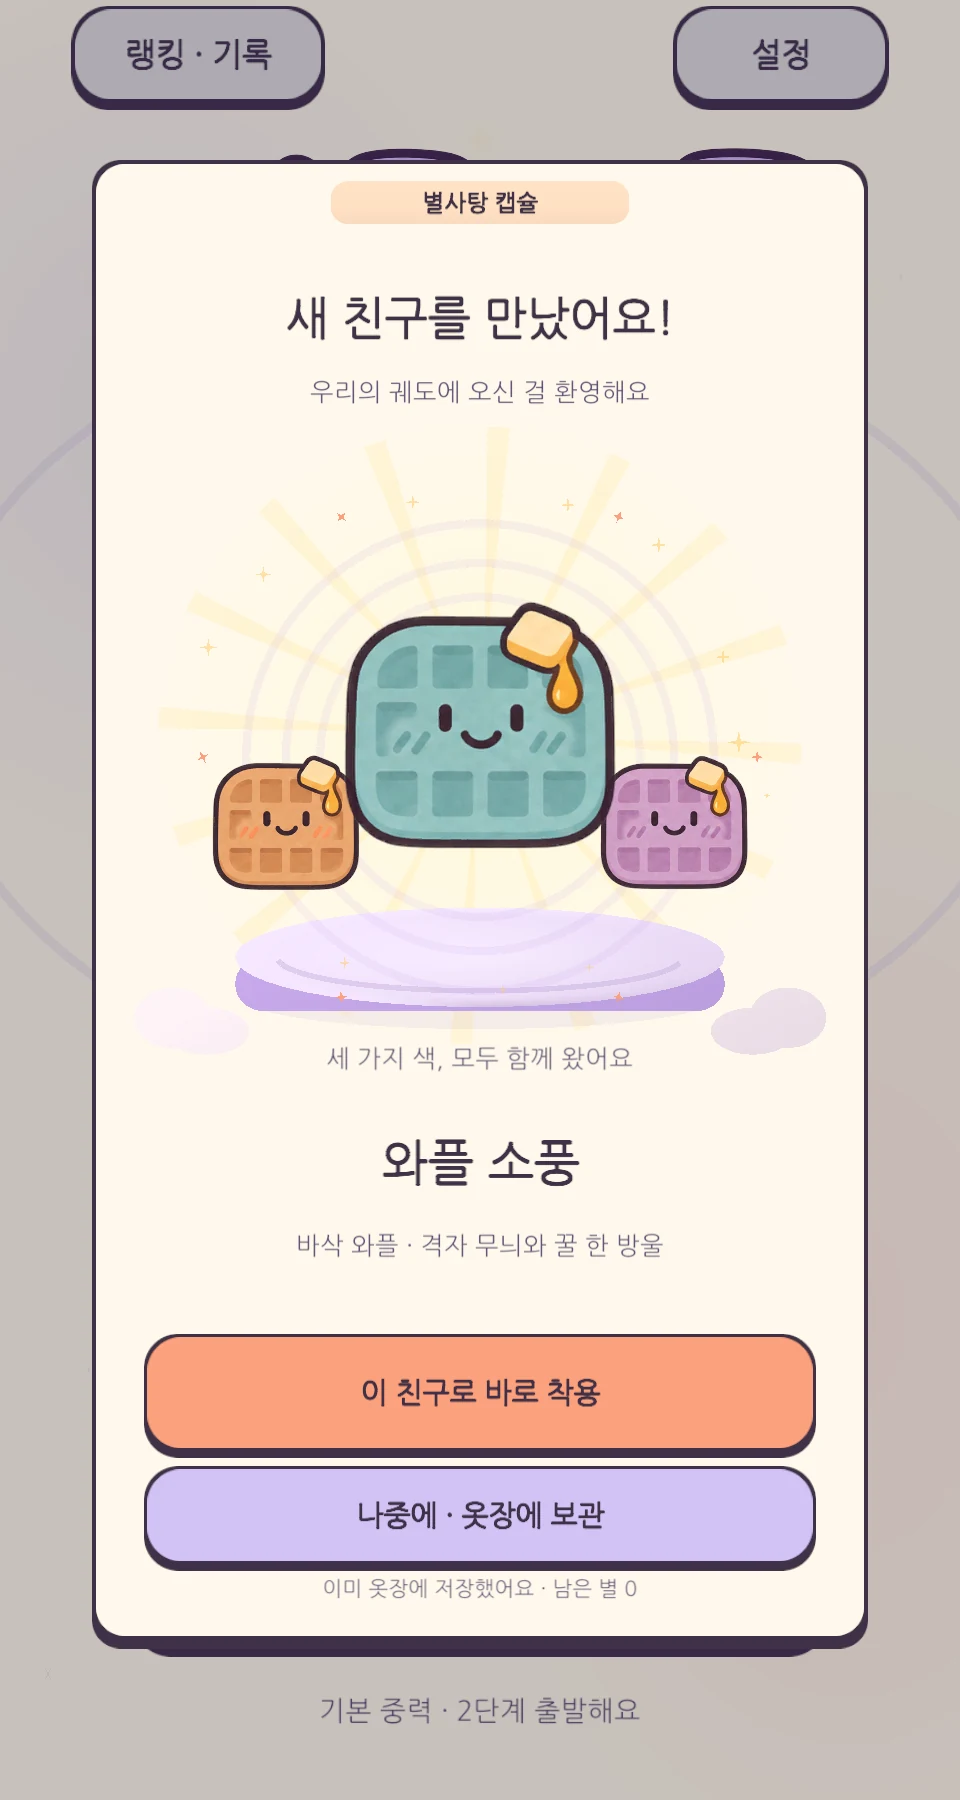 랭킹 · 기록
설정
별사탕 캡슐
새 친구를 만났어요!
우리의 궤도에 오신 걸 환영해요
세 가지 색, 모두 함께 왔어요
와플 소풍
바삭 와플 · 격자 무늬와 꿀 한 방울
이 친구로 바로 착용
나중에 · 옷장에 보관
이미 옷장에 저장했어요 · 남은 별 0
기본 중력 · 2단계 출발해요